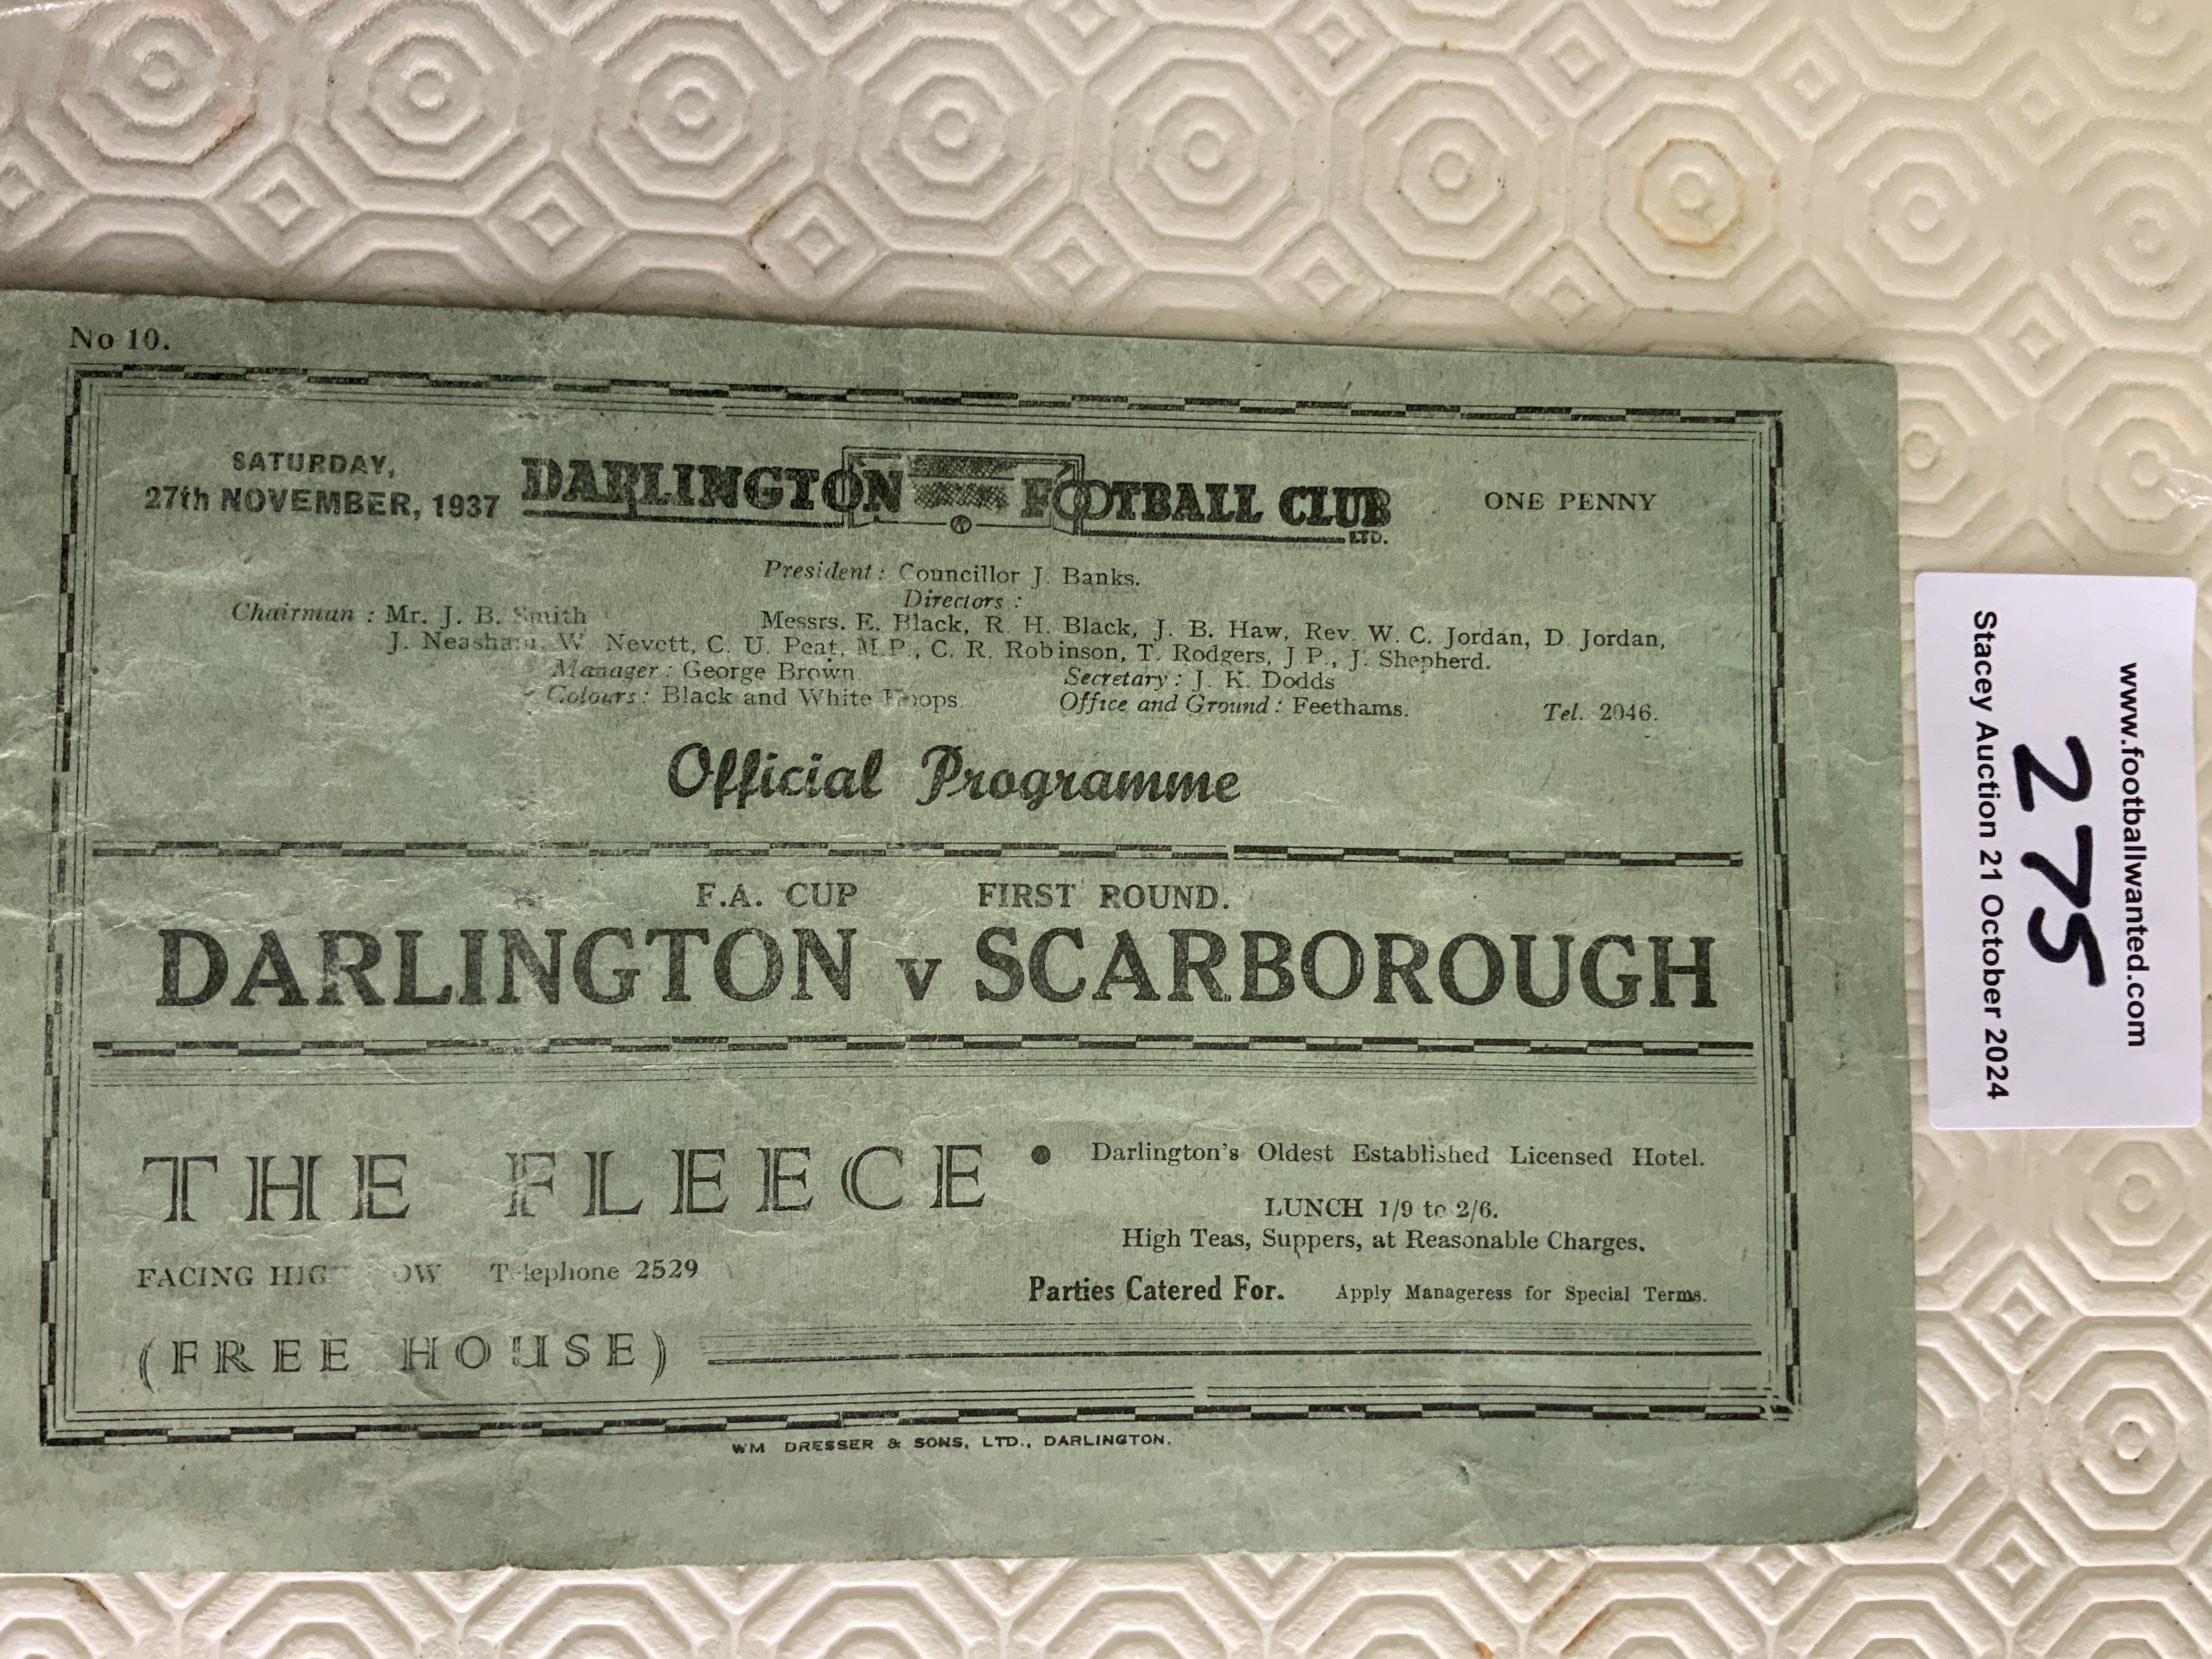 No 10.
SATURDAY,
27th NOVEMBER, 1937
DARLINGTON FOOTBALL CLUB
LTD.
ONE PENNY
President: Councillor J. Banks.
Directors:
Chairman: Mr. J. B. Smith Messrs. E. Black, R. H. Black, J. B. Haw, Rev. W. C. Jordan, D. Jordan,
J. Neasham, W. Nevett, C. U. Peat, M.P., C. R. Robinson, T. Rodgers, J.P., J. Shepherd.
Manager: George Brown Secretary: J. K. Dodds
Colours: Black and White Hoops. Office and Ground: Feethams. Tel. 2046.
Official Programme
F.A. CUP FIRST ROUND.
DARLINGTON v SCARBOROUGH
THE FLEECE
FACING HIGH ROW Telephone 2529
(FREE HOUSE)
● Darlington's Oldest Established Licensed Hotel.
LUNCH 1/9 to 2/6.
High Teas, Suppers, at Reasonable Charges.
Parties Catered For. Apply Manageress for Special Terms.
WM DRESSER & SONS, LTD., DARLINGTON.
www.footballwanted.com
275
Stacey Auction 21 October 2024